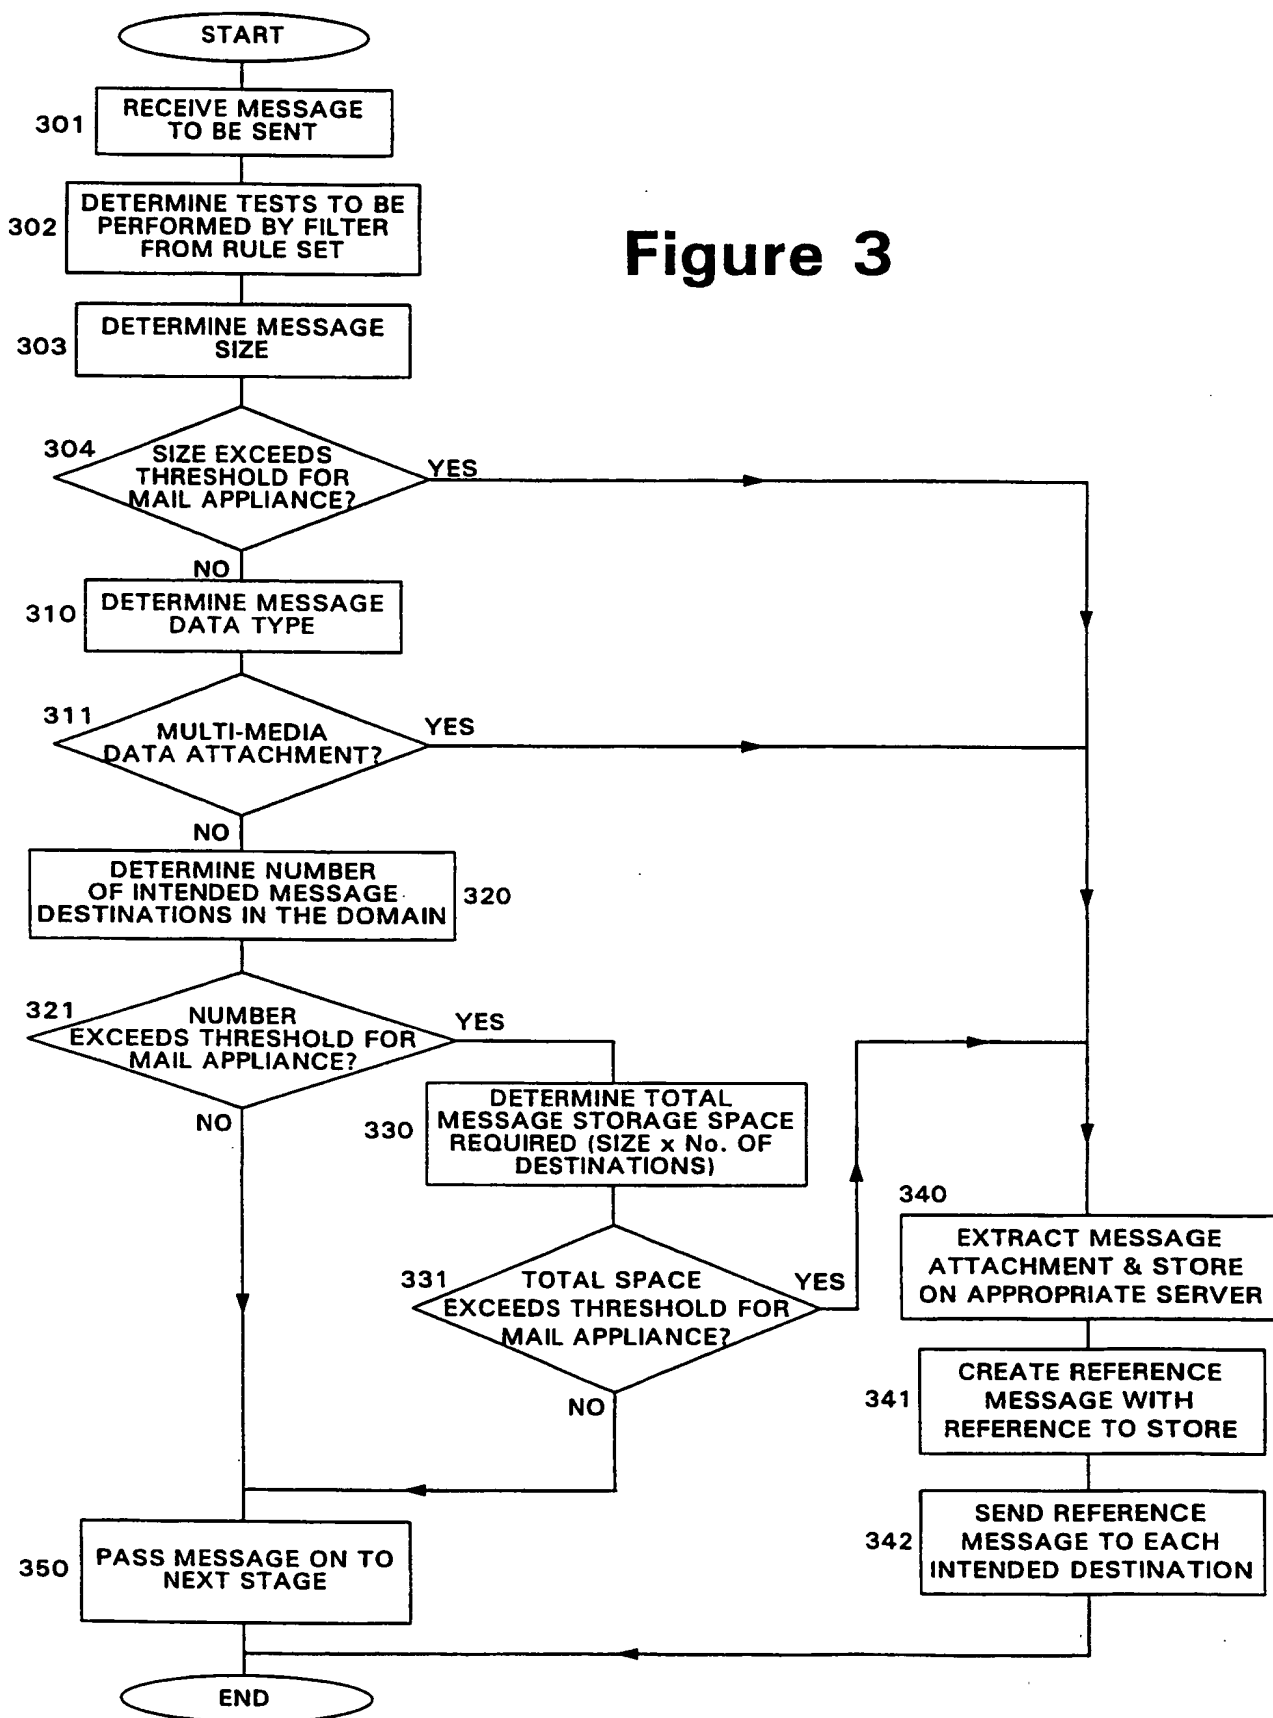 START
301
RECEIVE MESSAGE
TO BE SENT
302
DETERMINE TESTS TO BE
PERFORMED BY FILTER
FROM RULE SET
Figure 3
303
DETERMINE MESSAGE
SIZE
304
SIZE EXCEEDS
THRESHOLD FOR
MAIL APPLIANCE?
YES
NO
310
DETERMINE MESSAGE
DATA TYPE
311
MULTI-MEDIA
DATA ATTACHMENT?
YES
NO
DETERMINE NUMBER
OF INTENDED MESSAGE
DESTINATIONS IN THE DOMAIN
320
321
NUMBER
EXCEEDS THRESHOLD FOR
MAIL APPLIANCE?
YES
NO
330
DETERMINE TOTAL
MESSAGE STORAGE SPACE
REQUIRED (SIZE x No. OF
DESTINATIONS)
331
TOTAL SPACE
EXCEEDS THRESHOLD FOR
MAIL APPLIANCE?
YES
NO
340
EXTRACT MESSAGE
ATTACHMENT & STORE
ON APPROPRIATE SERVER
341
CREATE REFERENCE
MESSAGE WITH
REFERENCE TO STORE
342
SEND REFERENCE
MESSAGE TO EACH
INTENDED DESTINATION
350
PASS MESSAGE ON TO
NEXT STAGE
END